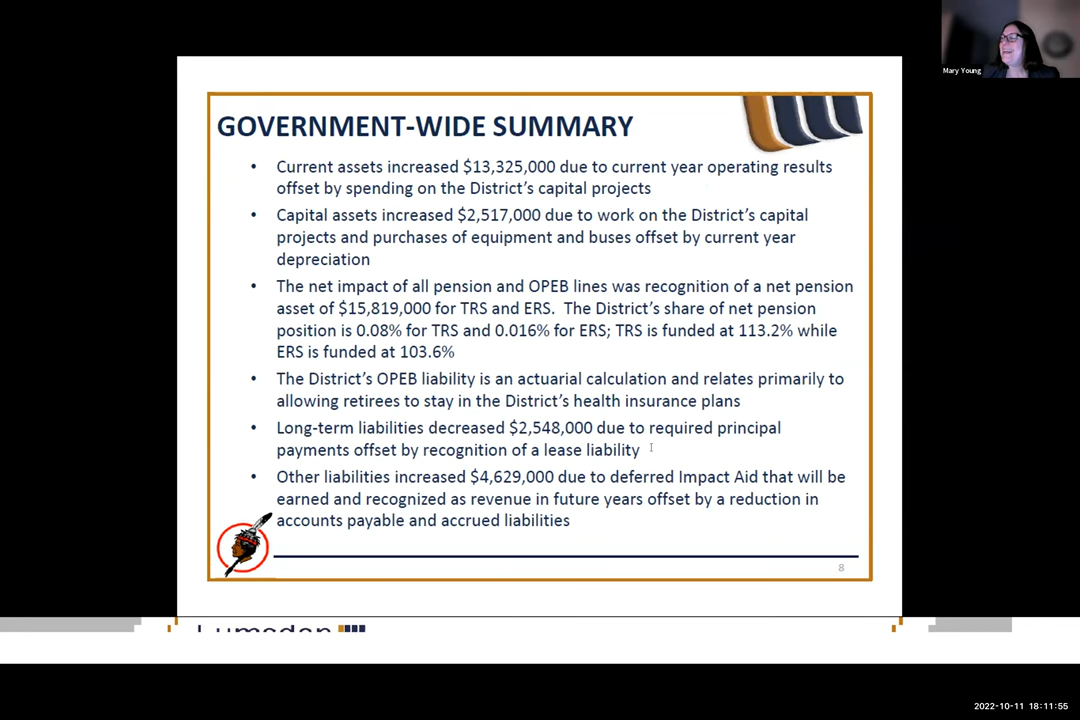 Mary Young
GOVERNMENT-WIDE SUMMARY
• Current assets increased $13,325,000 due to current year operating results
offset by spending on the District's capital projects
• Capital assets increased $2,517,000 due to work on the District's capital
projects and purchases of equipment and buses offset by current year
depreciation
• The net impact of all pension and OPEB lines was recognition of a net pension
asset of $15,819,000 for TRS and ERS. The District's share of net pension
position is 0.08% for TRS and 0.016% for ERS; TRS is funded at 113.2% while
ERS is funded at 103.6%
• The District's OPEB liability is an actuarial calculation and relates primarily to
allowing retirees to stay in the District's health insurance plans
• Long-term liabilities decreased $2,548,000 due to required principal
payments offset by recognition of a lease liability
• Other liabilities increased $4,629,000 due to deferred Impact Aid that will be
earned and recognized as revenue in future years offset by a reduction in
accounts payable and accrued liabilities
8
2022-10-11 18:11:55